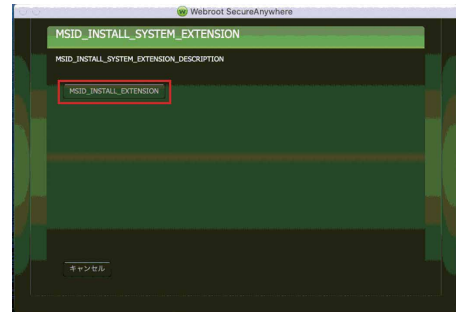 Webroot SecureAnywhere
MSID_INSTALL_SYSTEM_EXTENSION
MSID_INSTALL_SYSTEM_EXTENSION_DESCRIPTION
MSID_INSTALL_EXTENSION
キャンセル